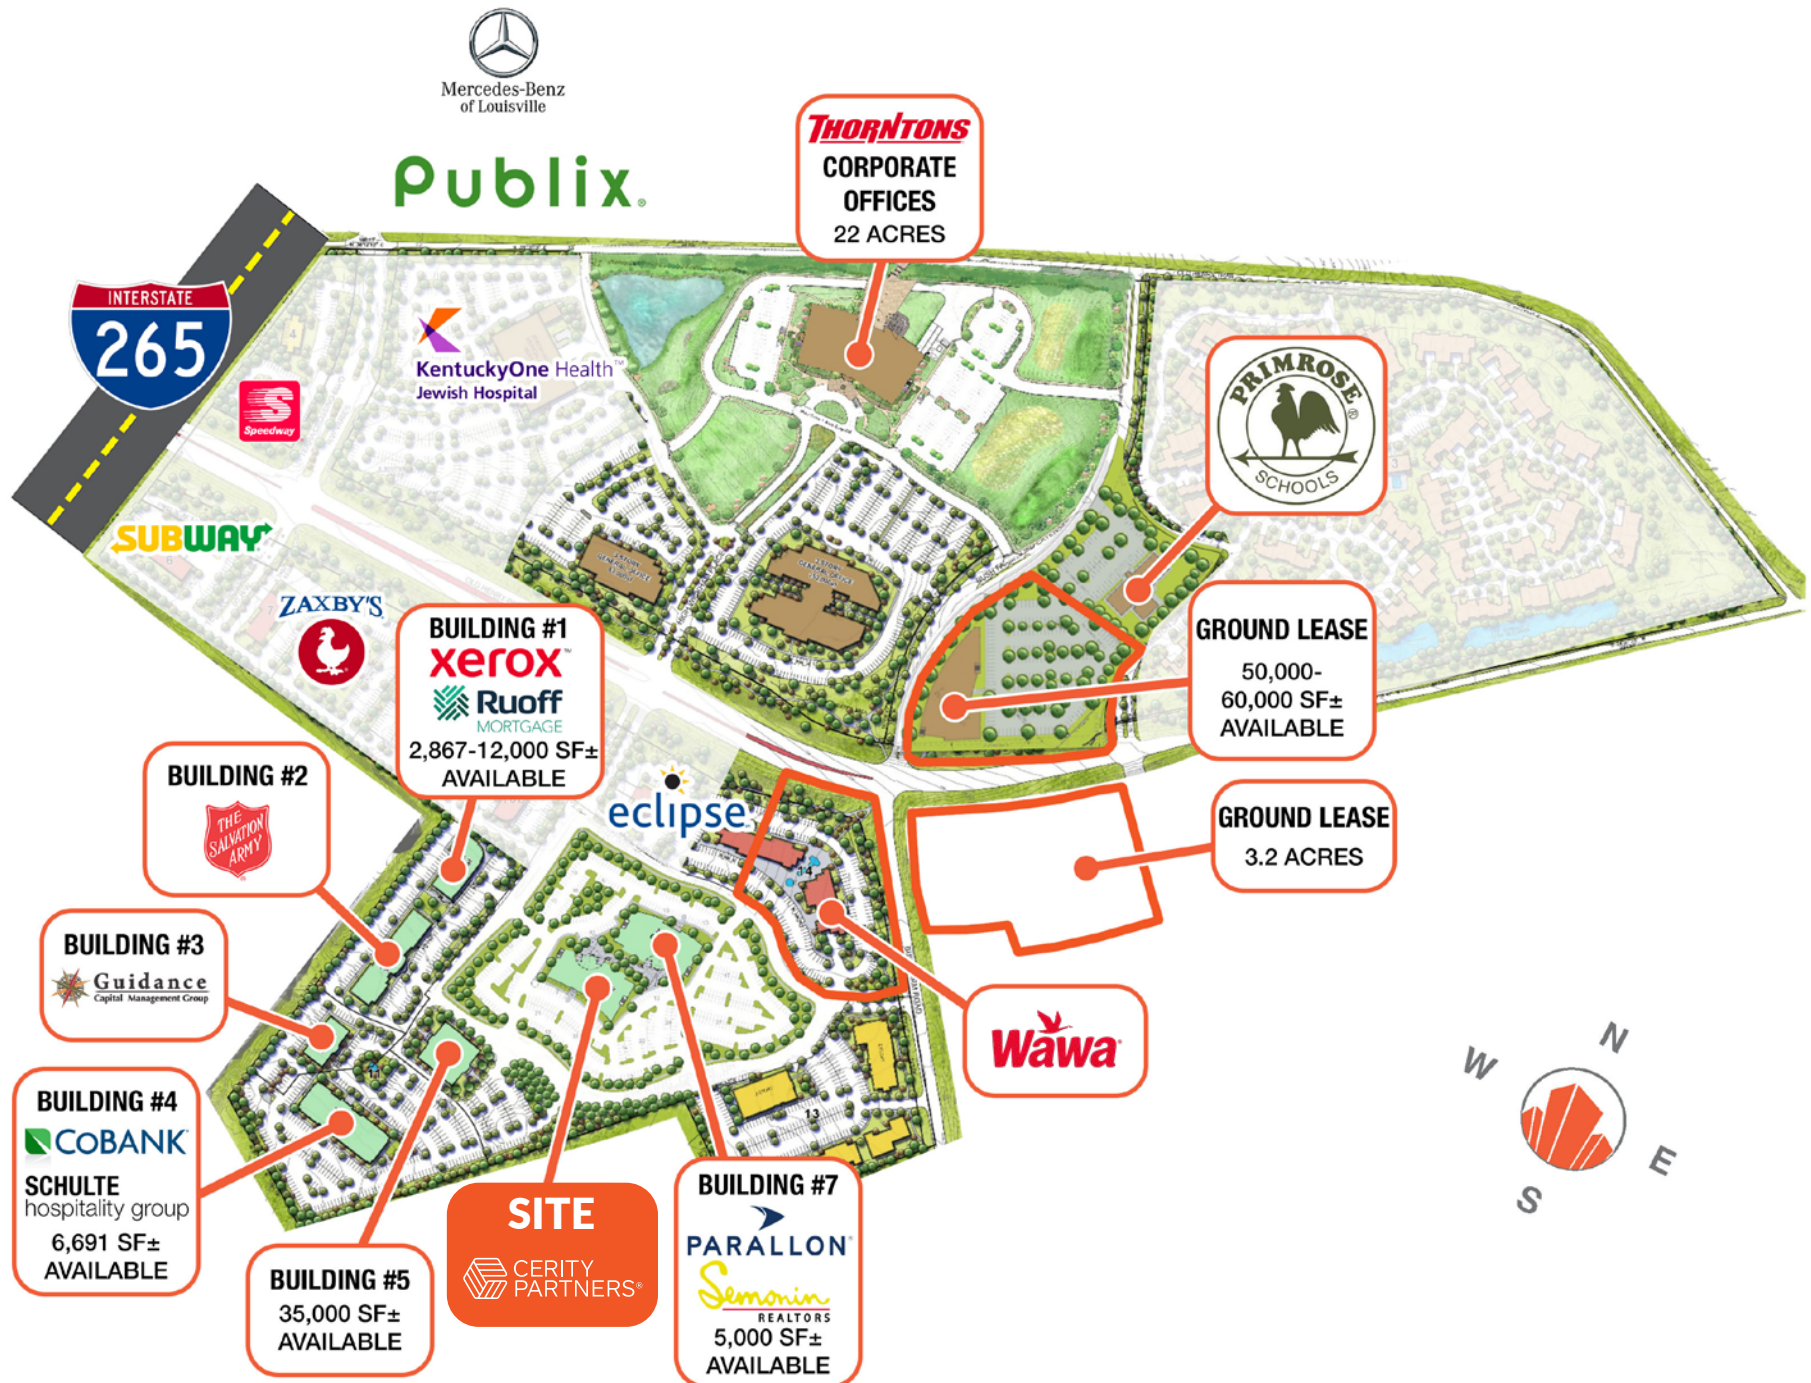 Mercedes-Benz
of Louisville
Publix®
THORNTONS
CORPORATE
OFFICES
22 ACRES
INTERSTATE
265
KentuckyOne Health™
Jewish Hospital
Speedway
PRIMROSE®
SCHOOLS
SUBWAY
ZAXBY'S
BUILDING #1
xerox™
Ruoff
MORTGAGE
2,867-12,000 SF±
AVAILABLE
GROUND LEASE
50,000-
60,000 SF±
AVAILABLE
BUILDING #2
THE
SALVATION
ARMY
eclipse
GROUND LEASE
3.2 ACRES
14
BUILDING #3
Guidance
Capital Management Group
Wawa
BUILDING #4
COBANK
SCHULTE
hospitality group
6,691 SF±
AVAILABLE
13
BUILDING #5
35,000 SF±
AVAILABLE
SITE
CERITY
PARTNERS®
BUILDING #7
PARALLON
Semonin
REALTORS
5,000 SF±
AVAILABLE
N
W
E
S